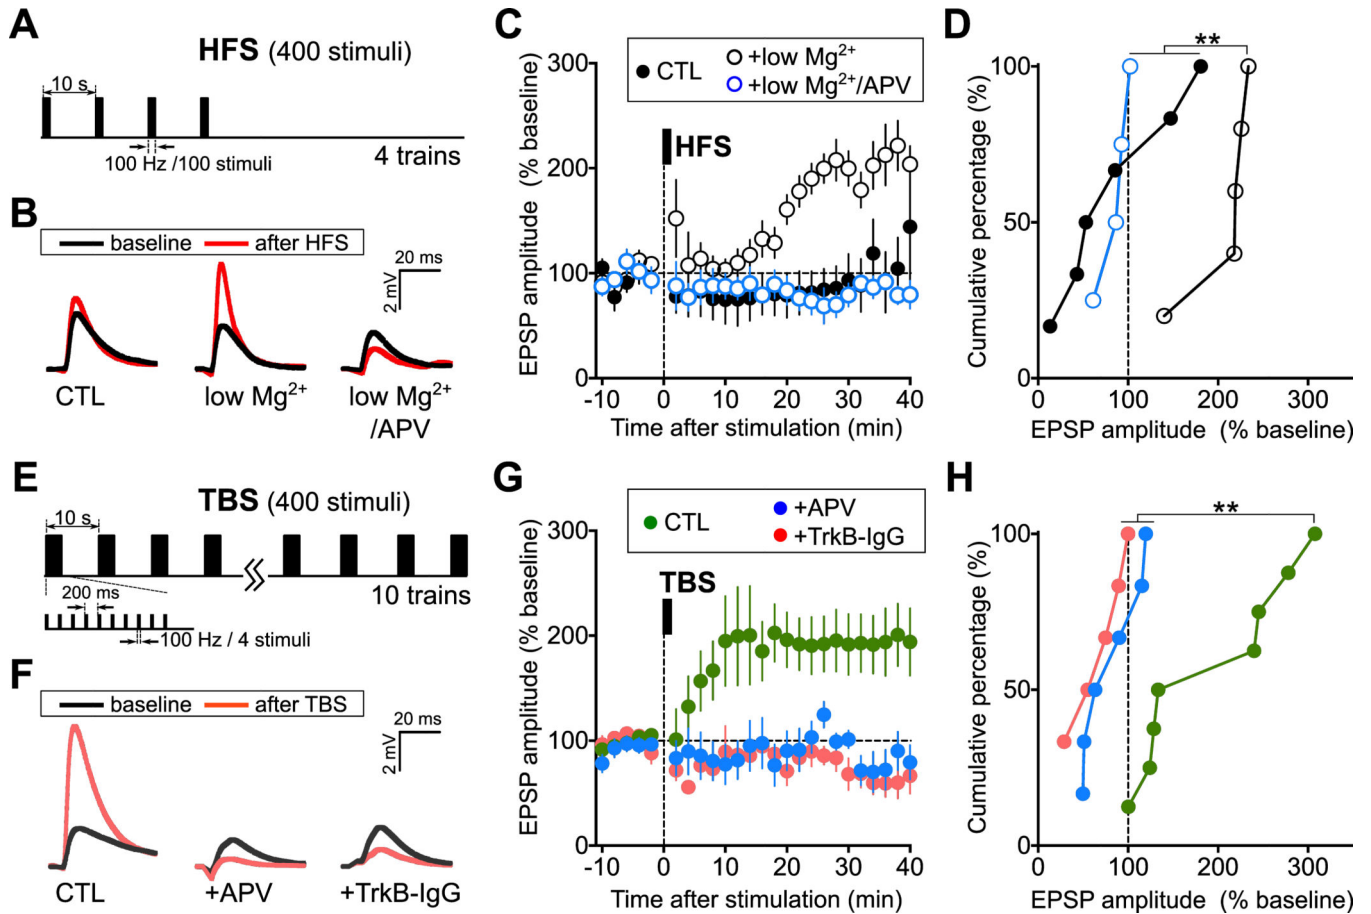 A
HFS (400 stimuli)
10 s
100 Hz /100 stimuli
4 trains
B
baseline
after HFS
20 ms
2 mV
CTL
low Mg²⁺
low Mg²⁺
/APV
C
CTL
+low Mg²⁺
+low Mg²⁺/APV
HFS
EPSP amplitude (% baseline)
300
200
100
0
-10
0
10
20
30
40
Time after stimulation (min)
D
**
Cumulative percentage (%)
100
50
0
0
100
200
300
EPSP amplitude (% baseline)
E
TBS (400 stimuli)
10 s
10 trains
200 ms
100 Hz / 4 stimuli
F
baseline
after TBS
20 ms
2 mV
CTL
+APV
+TrkB-IgG
G
CTL
+APV
+TrkB-IgG
TBS
EPSP amplitude (% baseline)
300
200
100
0
-10
0
10
20
30
40
Time after stimulation (min)
H
**
Cumulative percentage (%)
100
50
0
0
100
200
300
EPSP amplitude (% baseline)